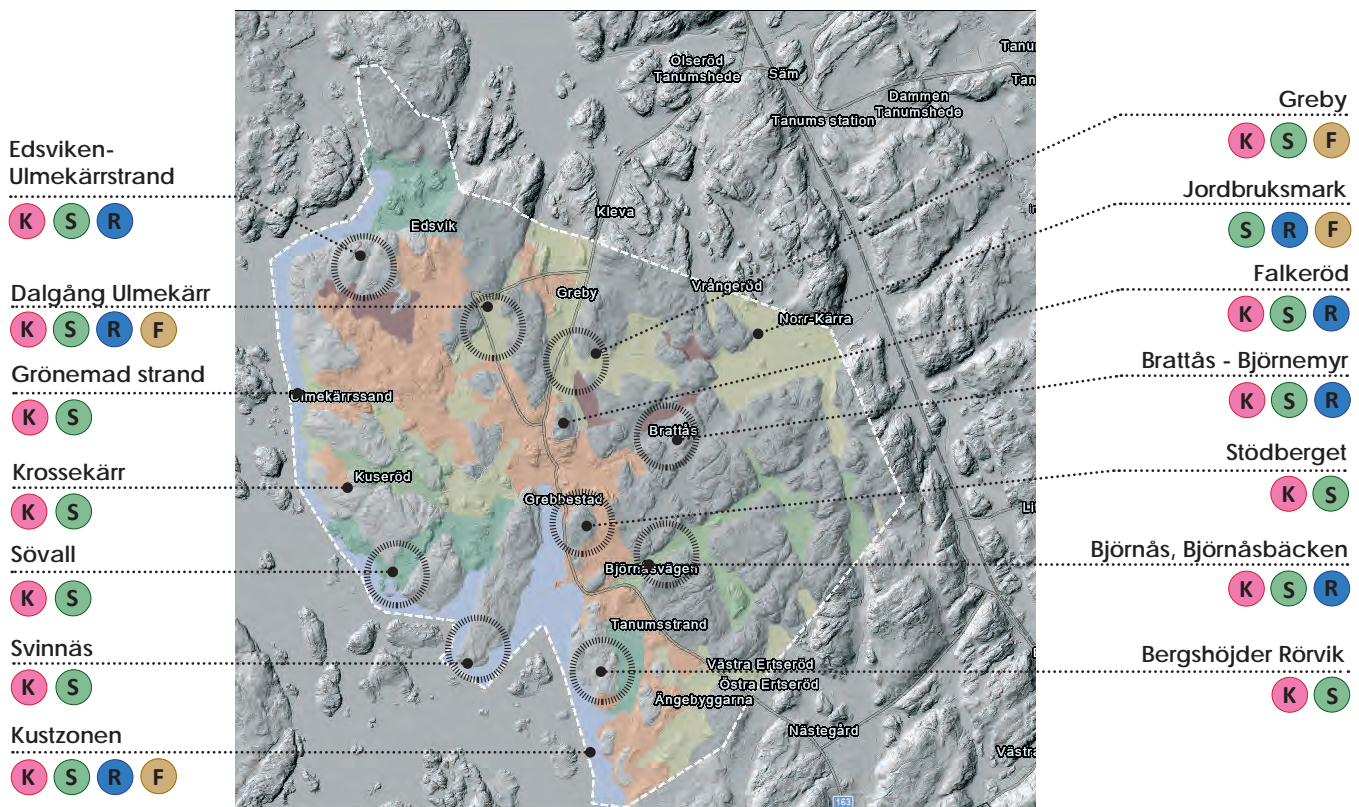 Edsviken-
Ulmekärrstrand
K S R
Dalgång Ulmekärr
K S R F
Grönemad strand
K S
Krossekärr
K S
Sövall
K S
Svinnäs
K S
Kustzonen
K S R F
Olseröd
Tanumshede
Säm
Dammen
Tanumshede
Tanums station
Kleva
Edsvik
Greby
Vrångeröd
Norr-Kärra
Ulmekärrssand
Brattås
Kuseröd
Grebbestad
Björnåsvägen
Tanumsstrand
Västra Ertseröd
Östra Ertseröd
Ängebyggarna
Nästegård
Västra
163
Greby
K S F
Jordbruksmark
S R F
Falkeröd
K S R
Brattås - Björnemyr
K S R
Stödberget
K S
Björnås, Björnåsbäcken
K S R
Bergshöjder Rörvik
K S